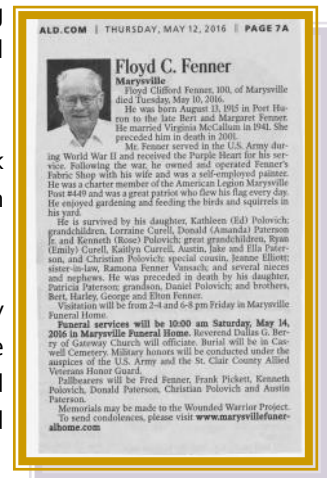 ALD.COM | THURSDAY, MAY 12, 2016 | PAGE 7A
Floyd C. Fenner
Marysville
Floyd Clifford Fenner, 100, of Marysville
died Tuesday, May 10, 2016.
He was born August 13, 1915 in Port Hu-
ron to the late Bert and Margaret Fenner.
He married Virginia McCallum in 1941. She
preceded him in death in 2001.
Mr. Fenner served in the U.S. Army dur-
ing World War II and received the Purple Heart for his ser-
vice. Following the war, he owned and operated Fenner's
Fabric Shop with his wife and was a self-employed painter.
He was a charter member of the American Legion Marysville
Post #449 and was a great patriot who flew his flag every day.
He enjoyed gardening and feeding the birds and squirrels in
his yard.
He is survived by his daughter, Kathleen (Ed) Polovich;
grandchildren, Lorraine Curell, Donald (Amanda) Paterson
Jr. and Kenneth (Rose) Polovich; great grandchildren, Ryan
(Emily) Curell, Kaitlyn Currell, Austin, Jake and Ella Pater-
son, and Christian Polovich; special cousin, Jeanne Elliott;
sister-in-law, Ramona Fenner Vanssach; and several nieces
and nephews. He was preceded in death by his daughter,
Patricia Paterson; grandson, Daniel Polovich; and brothers,
Bert, Harley, George and Elton Fenner.
Visitation will be from 2-4 and 6-8 pm Friday in Marysville
Funeral Home.
Funeral services will be 10:00 am Saturday, May 14,
2016 in Marysville Funeral Home. Reverend Dallas G. Ber-
ry of Gateway Church will officiate. Burial will be in Cas-
well Cemetery. Military honors will be conducted under the
auspices of the U.S. Army and the St. Clair County Allied
Veterans Honor Guard.
Pallbearers will be Fred Fenner, Frank Pickett, Kenneth
Polovich, Donald Paterson, Christian Polovich and Austin
Paterson.
Memorials may be made to the Wounded Warrior Project.
To send condolences, please visit www.marysvillefuner-
alhome.com